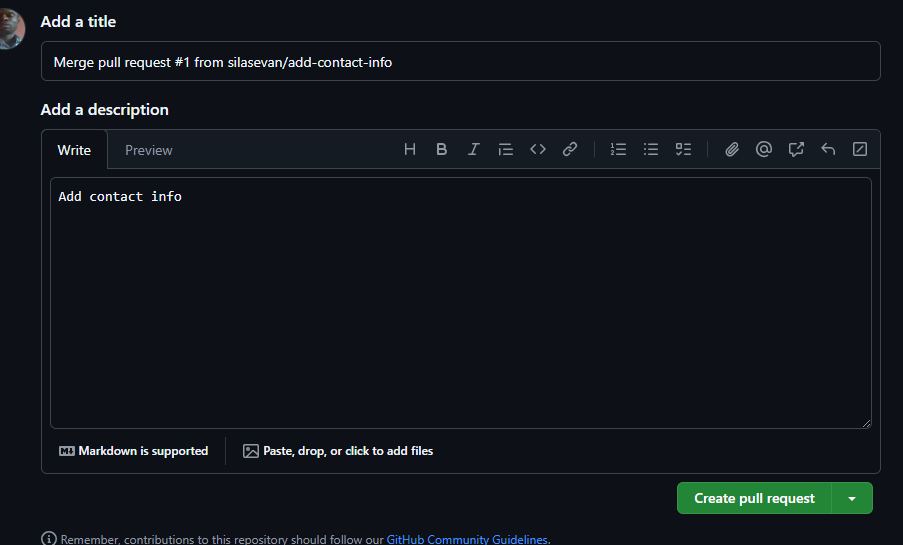 Add a title
Merge pull request #1 from silasevan/add-contact-info
Add a description
Write Preview
Add contact info
Markdown is supported Paste, drop, or click to add files
Create pull request
Remember, contributions to this repository should follow our GitHub Community Guidelines.